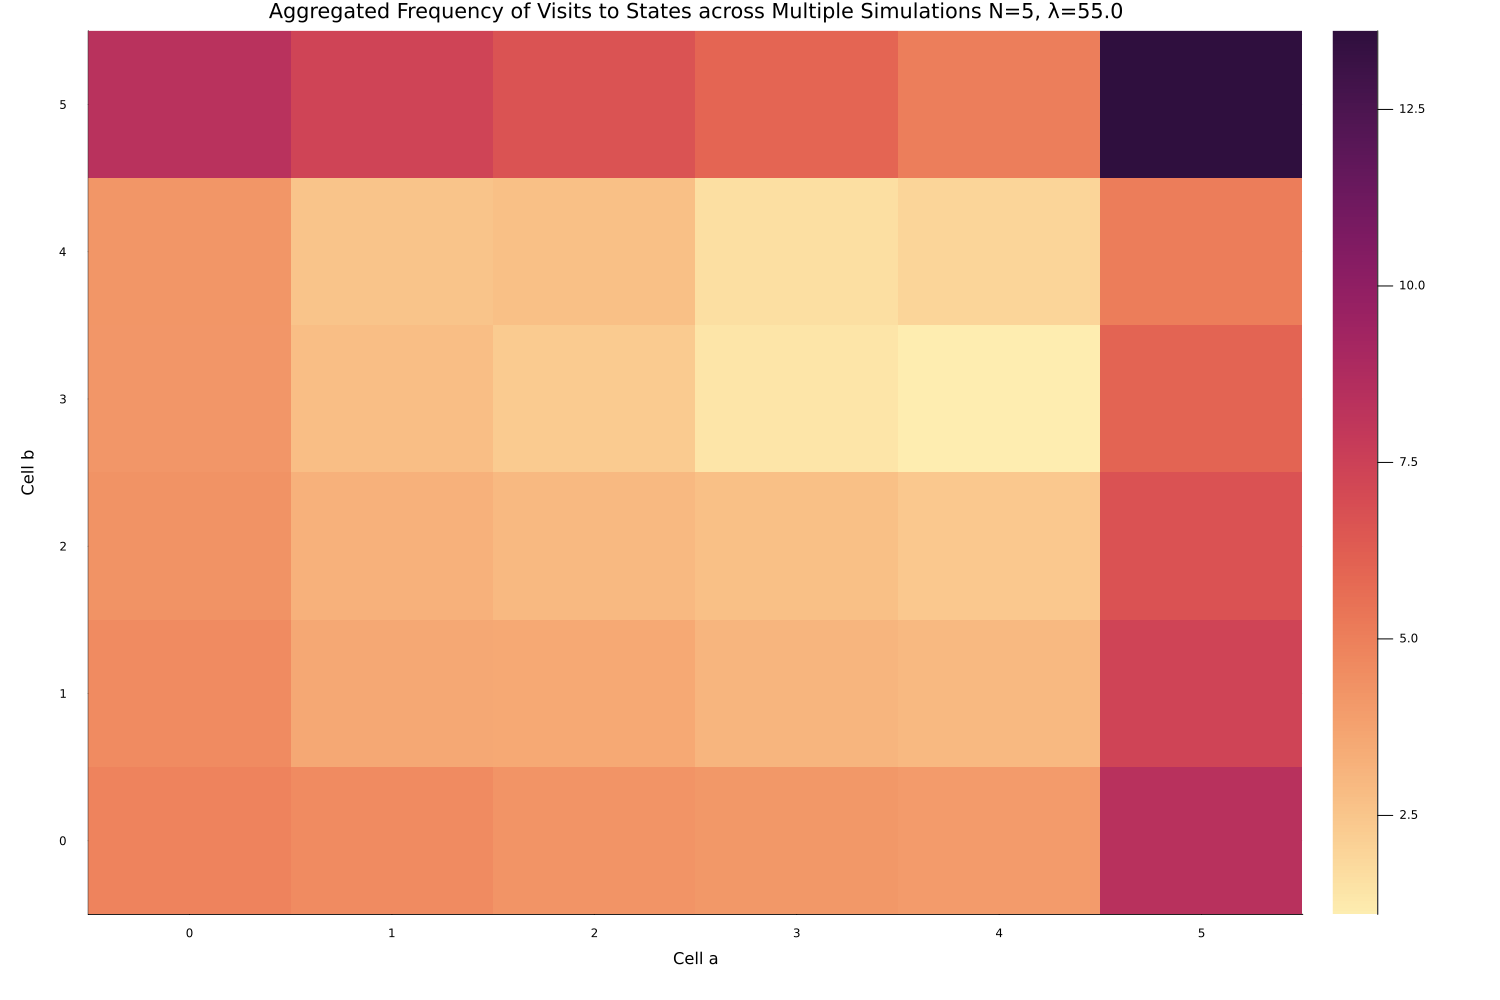 Aggregated Frequency of Visits to States across Multiple Simulations N=5, λ=55.0
5
4
3
2
1
0
Cell b
0 1 2 3 4 5
Cell a
12.5
10.0
7.5
5.0
2.5